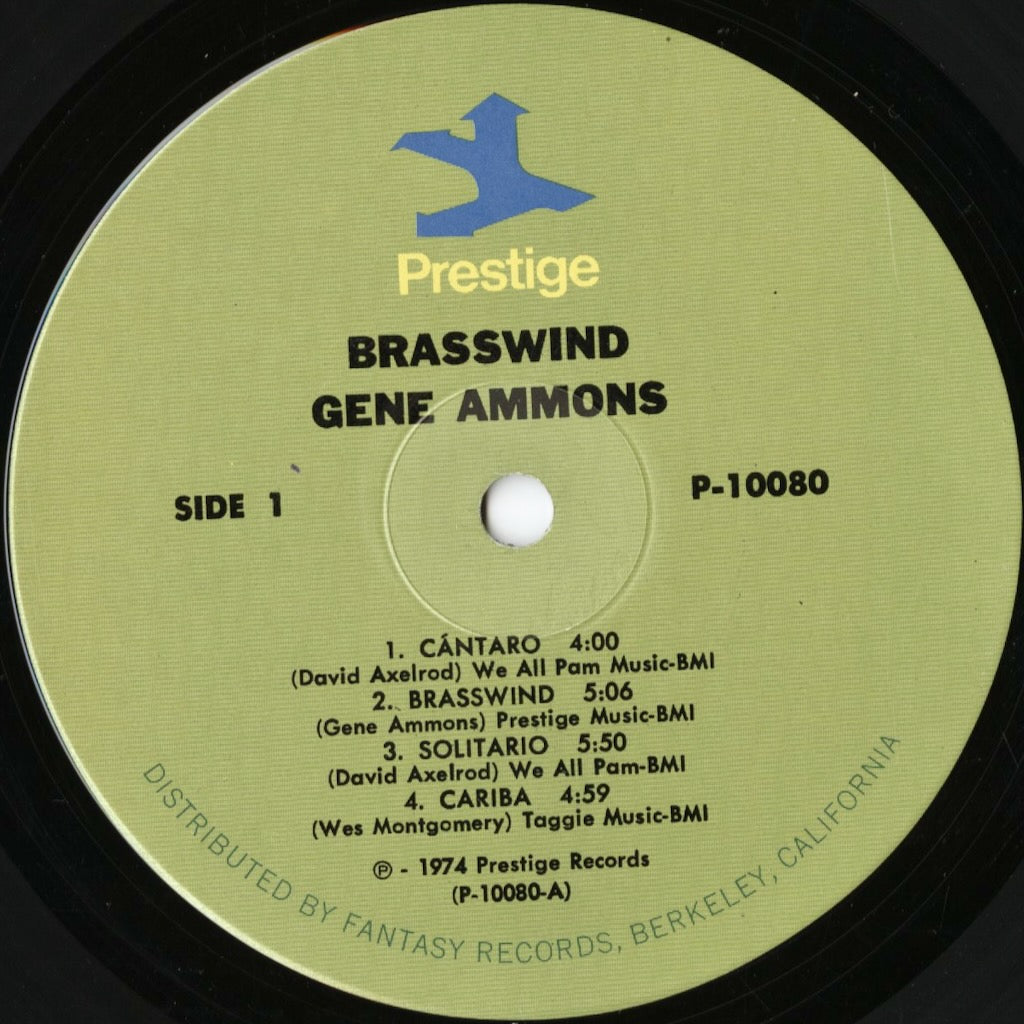 Prestige
BRASSWIND
GENE AMMONS
SIDE 1
P-10080
1. CÁNTARO 4:00
(David Axelrod) We All Pam Music-BMI
2. BRASSWIND 5:06
(Gene Ammons) Prestige Music-BMI
3. SOLITARIO 5:50
(David Axelrod) We All Pam-BMI
4. CARIBA 4:59
(Wes Montgomery) Taggie Music-BMI
℗ - 1974 Prestige Records
(P-10080-A)
DISTRIBUTED BY FANTASY RECORDS, BERKELEY, CALIFORNIA